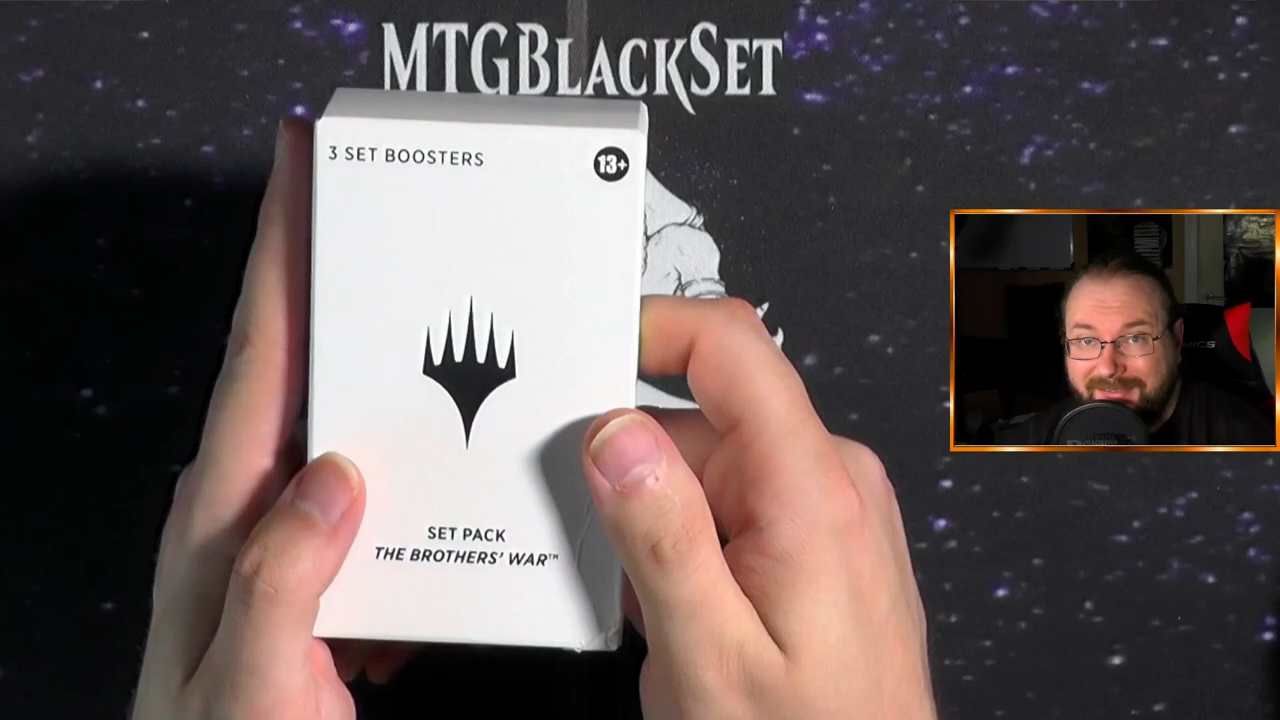 MTGBLACKSET
3 SET BOOSTERS
13+
SET PACK
THE BROTHERS' WAR™